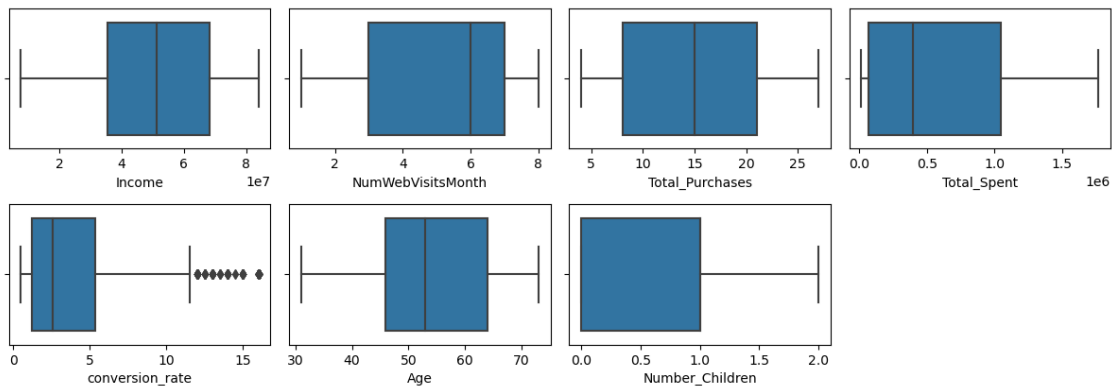 2 4 6 8
Income 1e7
2 4 6 8
NumWebVisitsMonth
5 10 15 20 25
Total_Purchases
0.0 0.5 1.0 1.5
Total_Spent 1e6
0 5 10 15
conversion_rate
30 40 50 60 70
Age
0.0 0.5 1.0 1.5 2.0
Number_Children